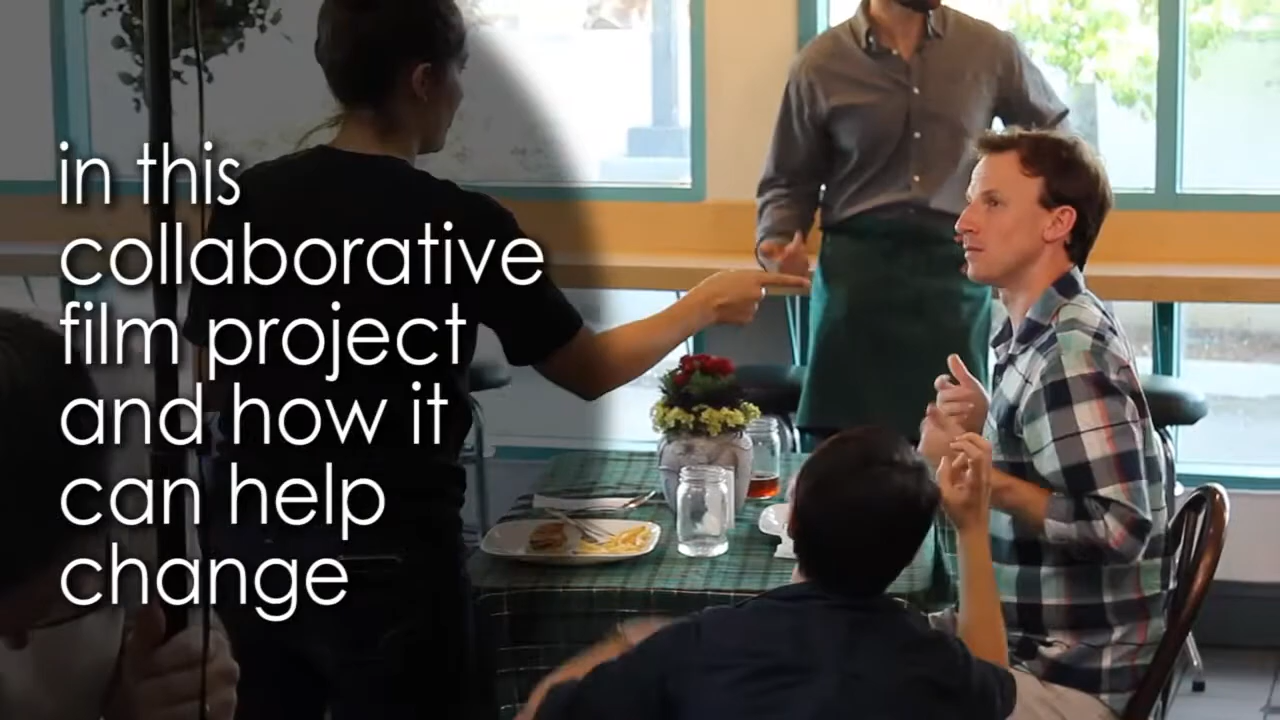 in this
collaborative
film project
and how it
can help
change